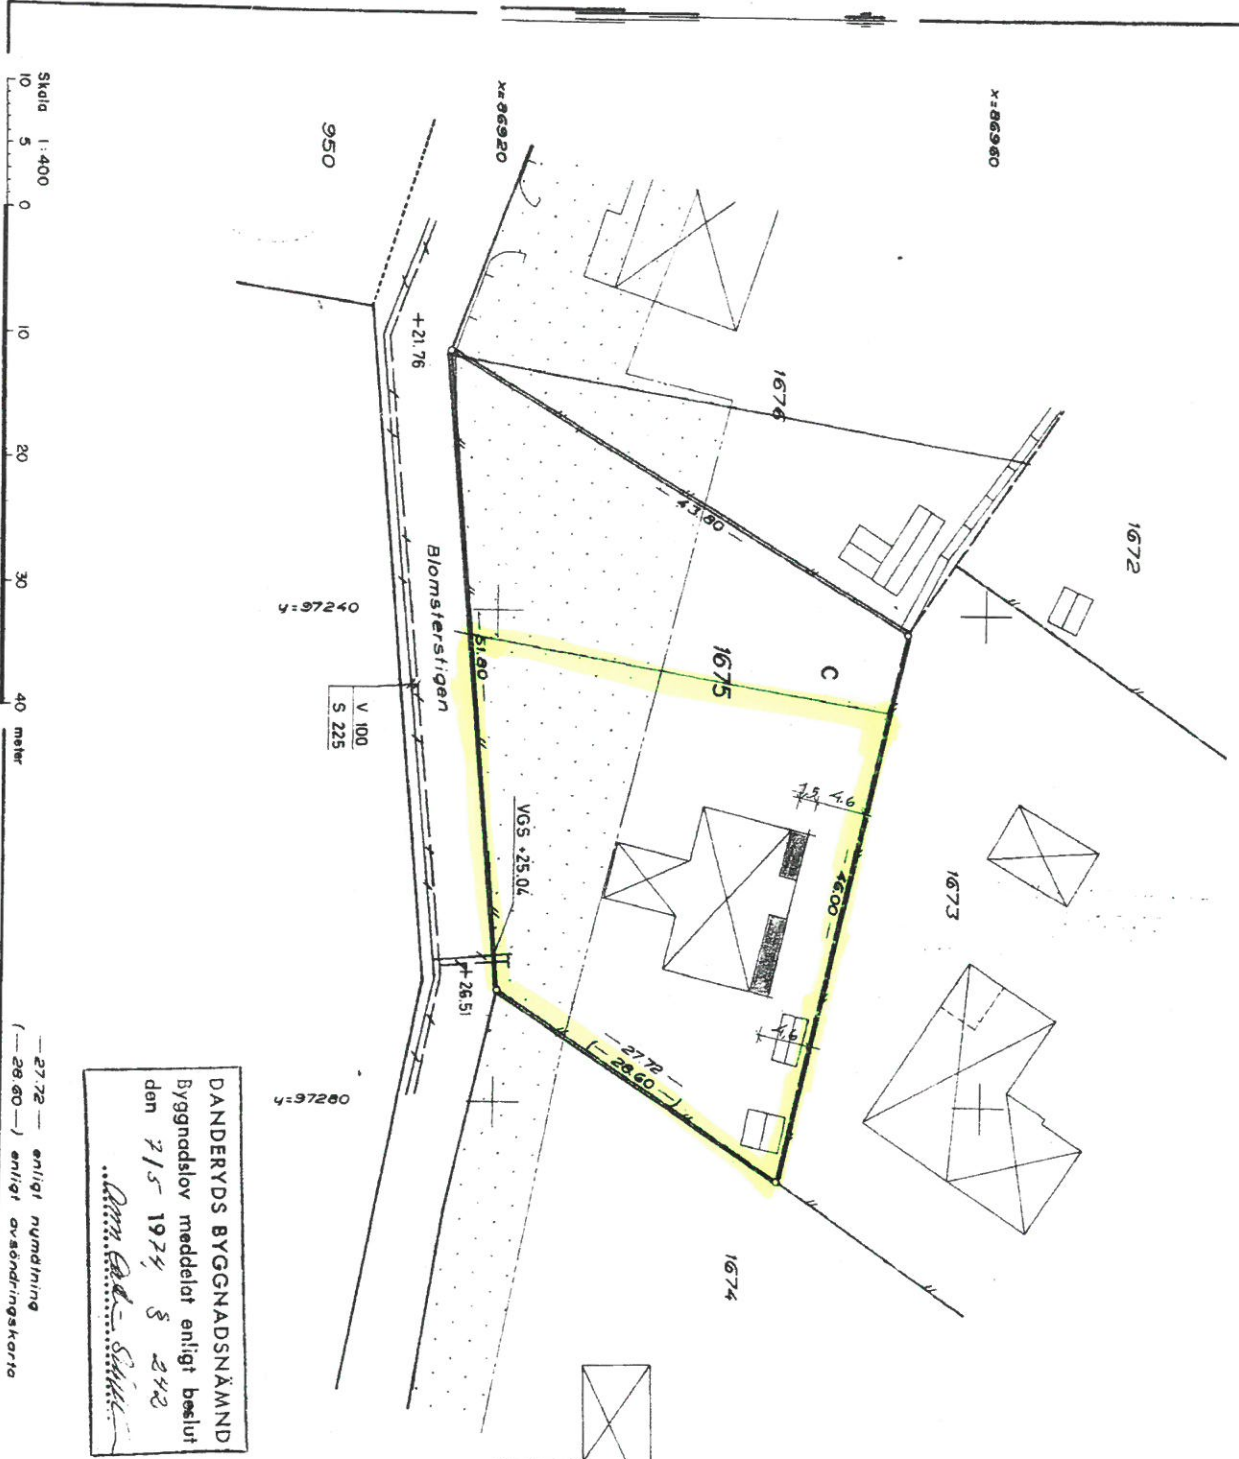 Skala 1:400
10 5 0 10 20 30 40 meter
x=86920
x=86960
950
+21.76
1676
1672
— 43.80 —
Blomsterstigen
y=97240
— 51.80 —
1675
C
V 100
S 225
1.5 4.6
VGS +25.04
— 46.00 —
1673
+26.51
4.6
— 27.72 —
(— 28.60 —)
y=97280
1674
DANDERYDS BYGGNADSNÄMND
Byggnadslov meddelat enligt beslut
den 7/5 1974 § 242
— 27.72 — enligt nymätning
(— 28.60 —) enligt avsöndringskarta